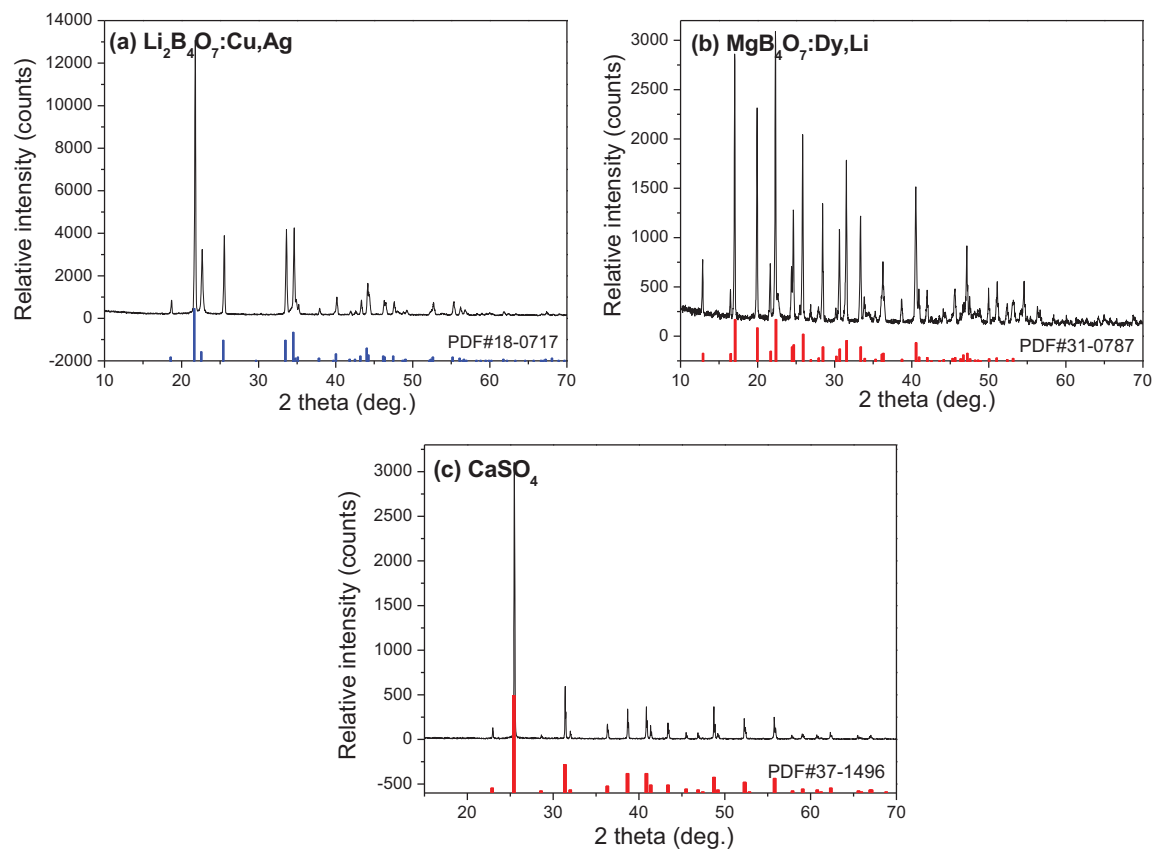 (a) Li₂B₄O₇:Cu,Ag
14000
12000
10000
8000
6000
4000
2000
0
-2000
Relative intensity (counts)
PDF#18-0717
10 20 30 40 50 60 70
2 theta (deg.)
(b) MgB₄O₇:Dy,Li
3000
2500
2000
1500
1000
500
0
Relative intensity (counts)
PDF#31-0787
10 20 30 40 50 60 70
2 theta (deg.)
(c) CaSO₄
3000
2500
2000
1500
1000
500
0
-500
Relative intensity (counts)
PDF#37-1496
20 30 40 50 60 70
2 theta (deg.)